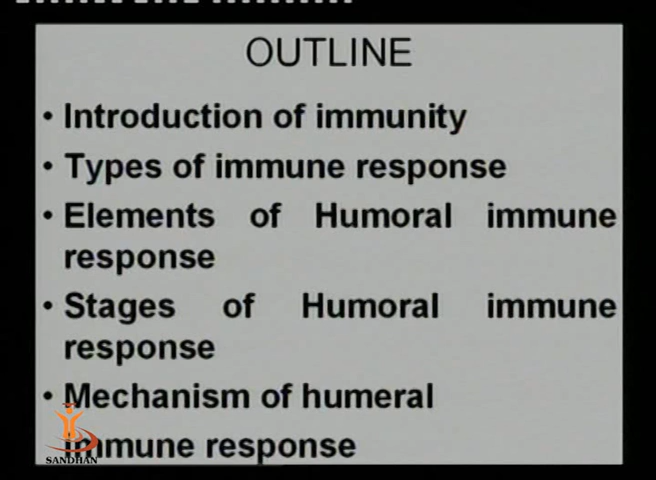 OUTLINE
• Introduction of immunity
• Types of immune response
• Elements of Humoral immune
response
• Stages of Humoral immune
response
• Mechanism of humeral
immune response
SANDHAN